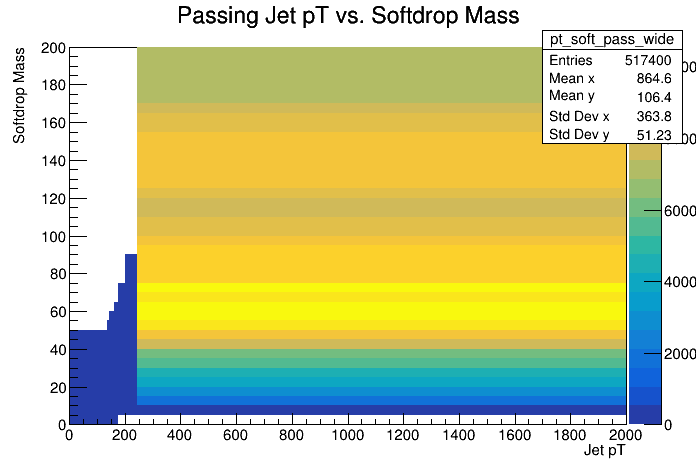 Passing Jet pT vs. Softdrop Mass
pt_soft_pass_wide
Entries 517400
Mean x 864.6
Mean y 106.4
Std Dev x 363.8
Std Dev y 51.23
Softdrop Mass
200
180
160
140
120
100
80
60
40
20
0
0 200 400 600 800 1000 1200 1400 1600 1800 2000
Jet pT
6000
4000
2000
0